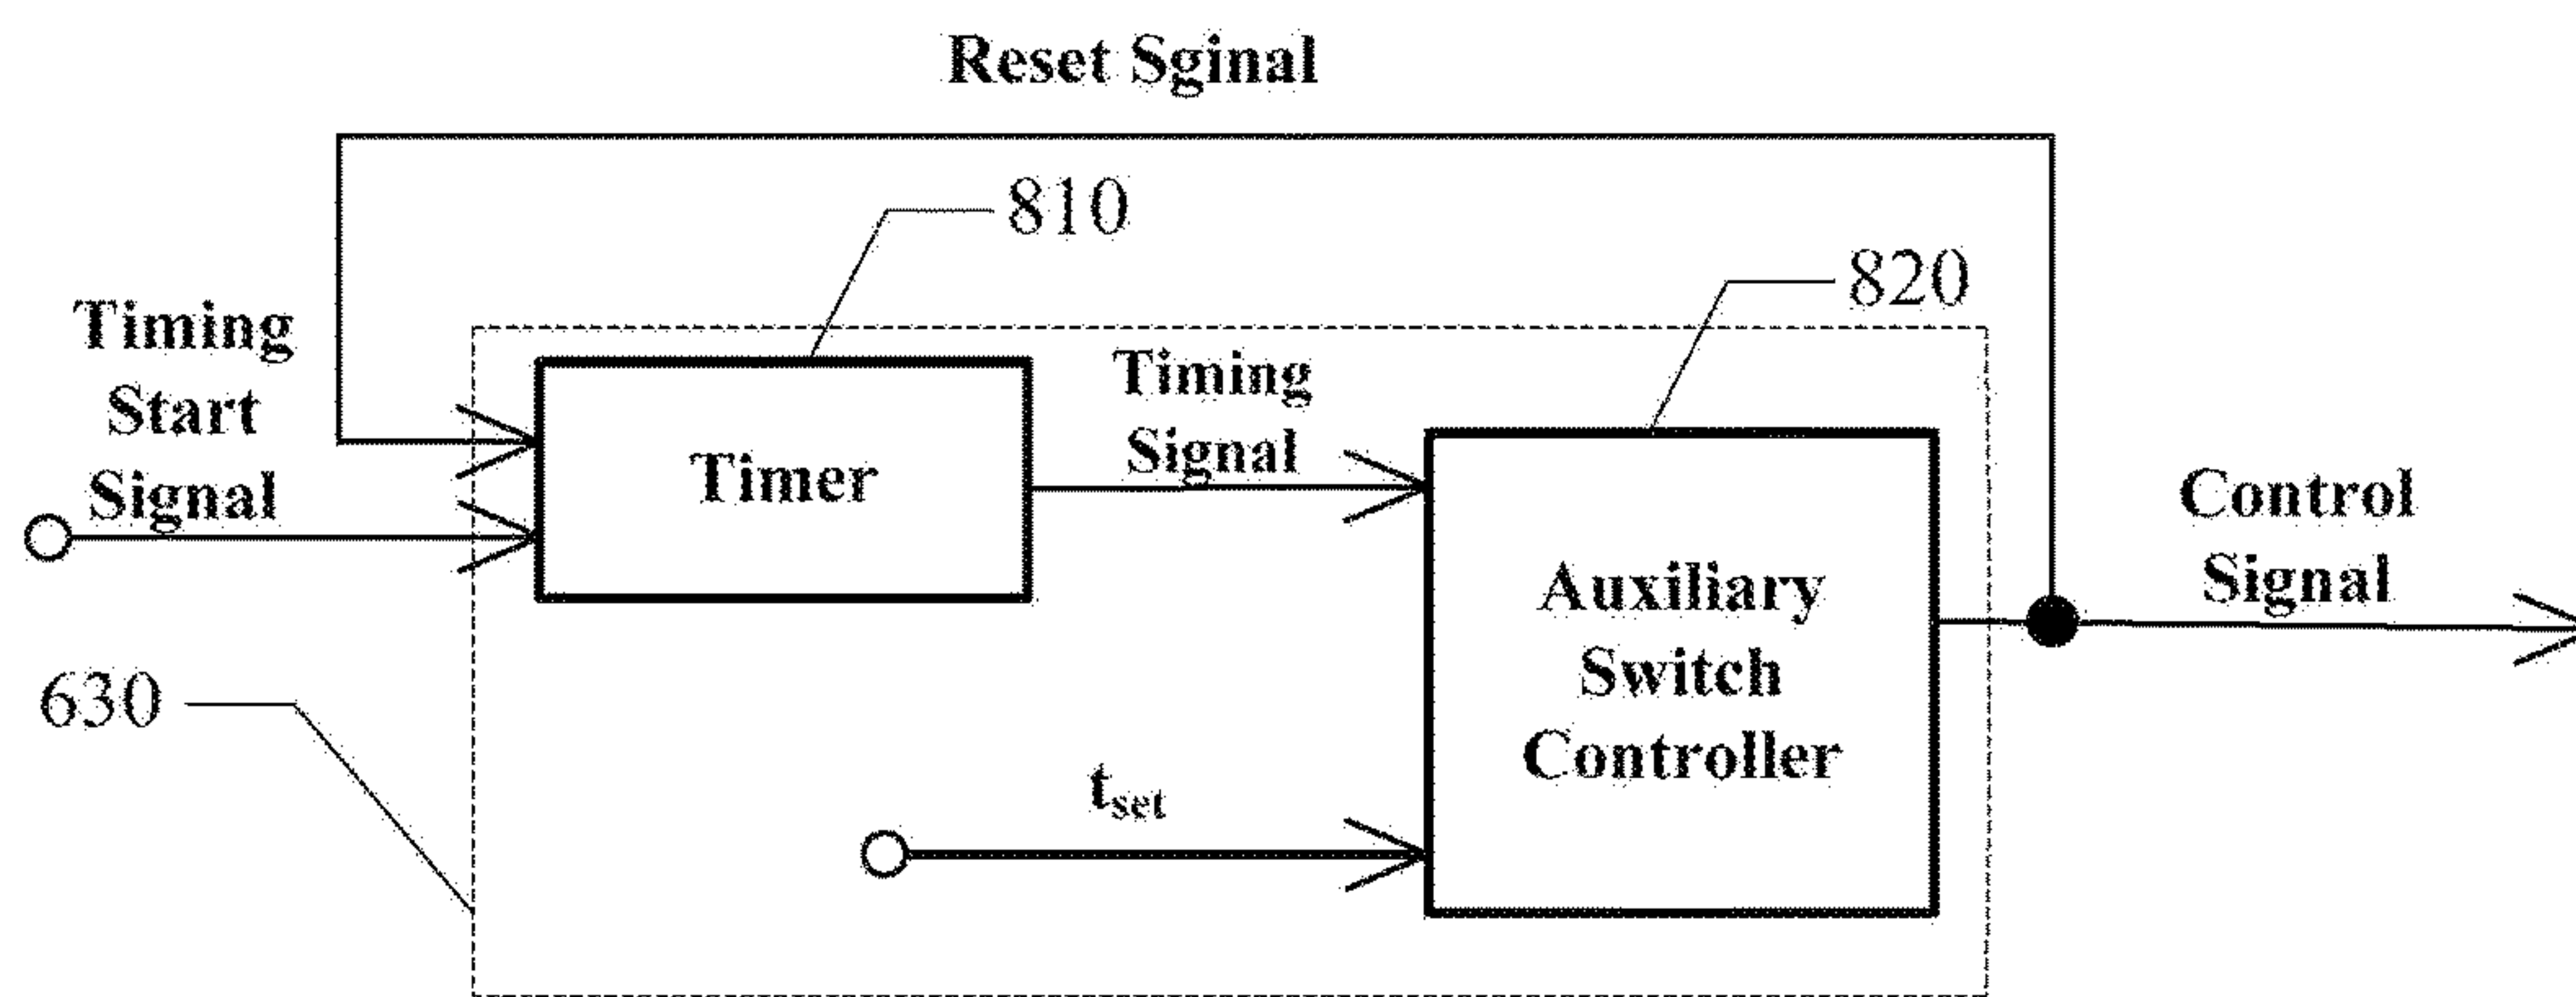 Reset Sginal
810
820
Timing
Start
Signal
Timing
Signal
Timer
Control
Signal
Auxiliary
Switch
Controller
630
tset